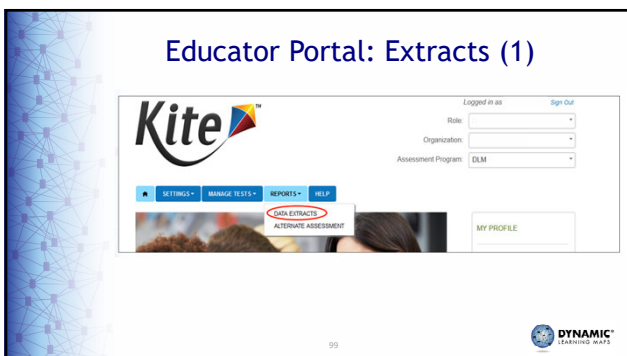 Educator Portal: Extracts (1)
Kite™
Logged in as Sign Out
Role:
Organization:
Assessment Program: DLM
SETTINGS MANAGE TESTS REPORTS HELP
DATA EXTRACTS
ALTERNATE ASSESSMENT
MY PROFILE
99
DYNAMIC®
LEARNING MAPS